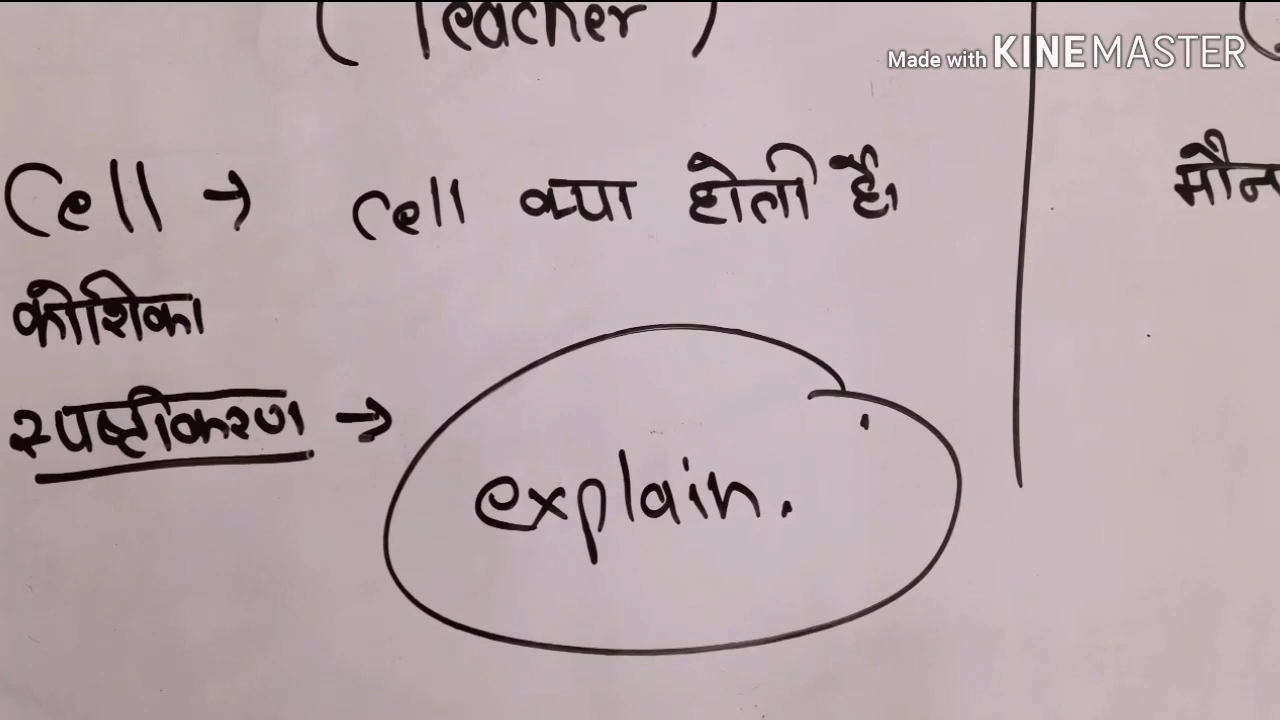 ( Teacher )
Made with KINEMASTER
Cell → Cell क्या होती है।
मौन
कोशिका
स्पष्टीकरण →
explain.